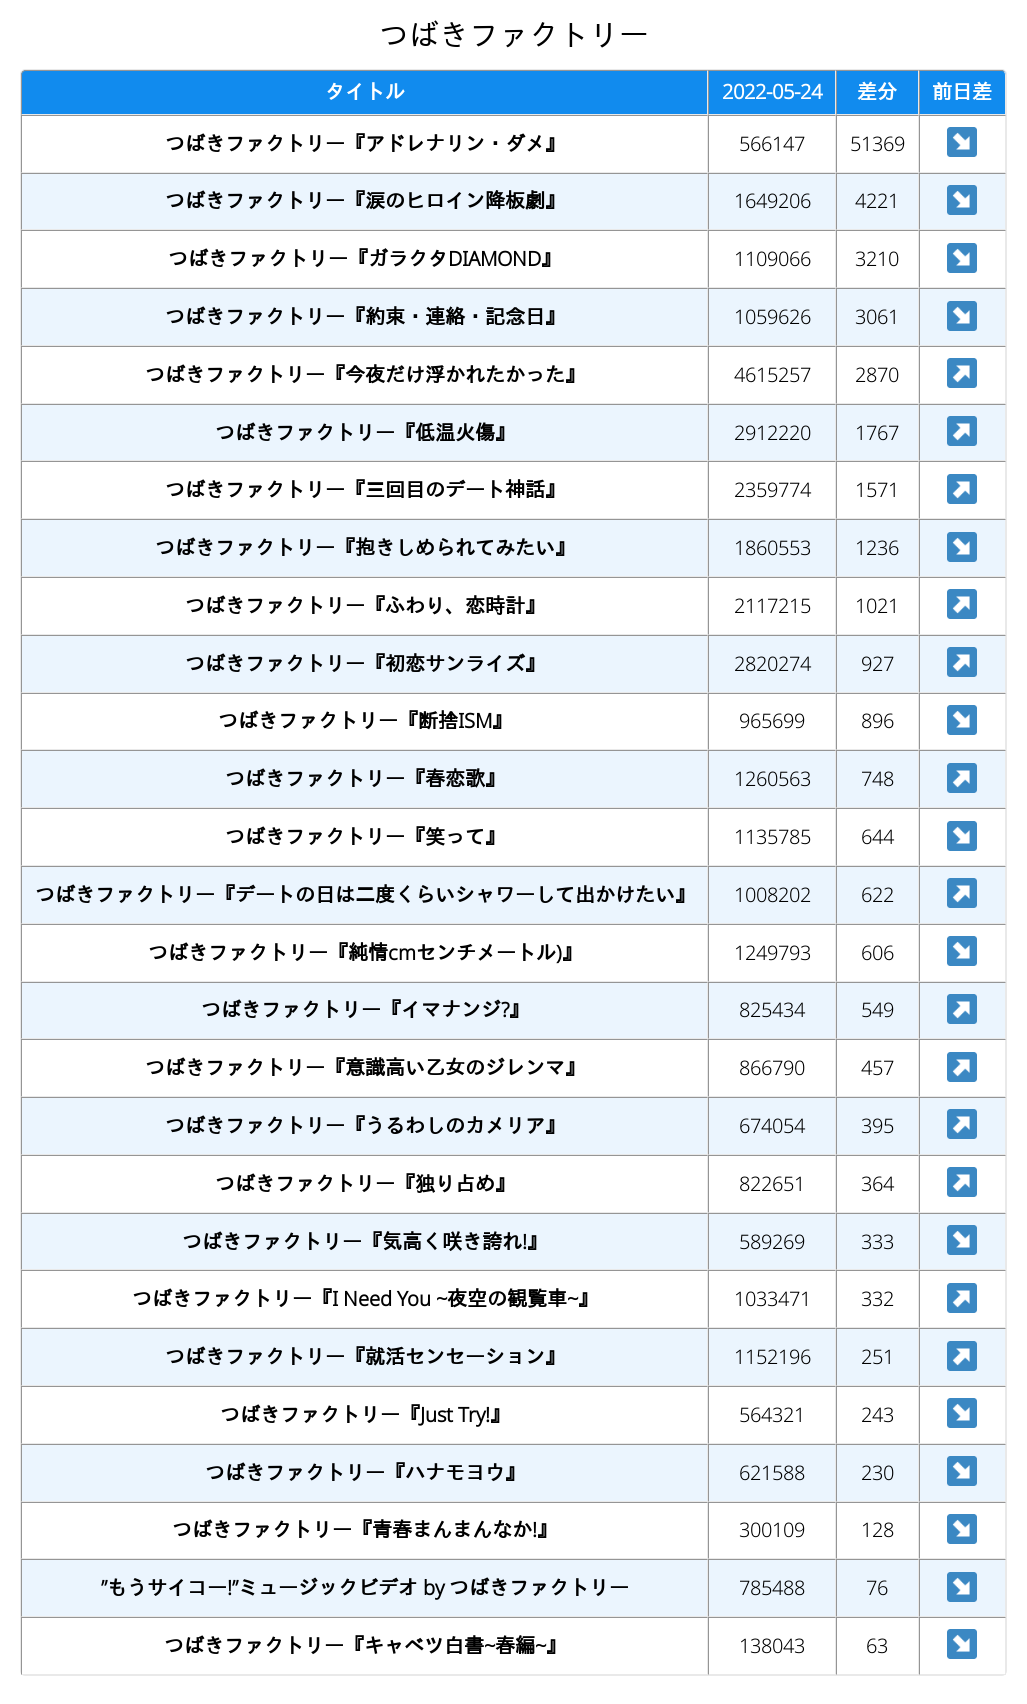 つばきファクトリー
タイトル 2022-05-24 差分 前日差
つばきファクトリー『アドレナリン・ダメ』 566147 51369
つばきファクトリー『涙のヒロイン降板劇』 1649206 4221
つばきファクトリー『ガラクタDIAMOND』 1109066 3210
つばきファクトリー『約束・連絡・記念日』 1059626 3061
つばきファクトリー『今夜だけ浮かれたかった』 4615257 2870
つばきファクトリー『低温火傷』 2912220 1767
つばきファクトリー『三回目のデート神話』 2359774 1571
つばきファクトリー『抱きしめられてみたい』 1860553 1236
つばきファクトリー『ふわり、恋時計』 2117215 1021
つばきファクトリー『初恋サンライズ』 2820274 927
つばきファクトリー『断捨ISM』 965699 896
つばきファクトリー『春恋歌』 1260563 748
つばきファクトリー『笑って』 1135785 644
つばきファクトリー『デートの日は二度くらいシャワーして出かけたい』 1008202 622
つばきファクトリー『純情cmセンチメートル)』 1249793 606
つばきファクトリー『イマナンジ?』 825434 549
つばきファクトリー『意識高い乙女のジレンマ』 866790 457
つばきファクトリー『うるわしのカメリア』 674054 395
つばきファクトリー『独り占め』 822651 364
つばきファクトリー『気高く咲き誇れ!』 589269 333
つばきファクトリー『I Need You ~夜空の観覧車~』 1033471 332
つばきファクトリー『就活センセーション』 1152196 251
つばきファクトリー『Just Try!』 564321 243
つばきファクトリー『ハナモヨウ』 621588 230
つばきファクトリー『青春まんまんなか!』 300109 128
”もうサイコー!”ミュージックビデオ by つばきファクトリー 785488 76
つばきファクトリー『キャベツ白書~春編~』 138043 63